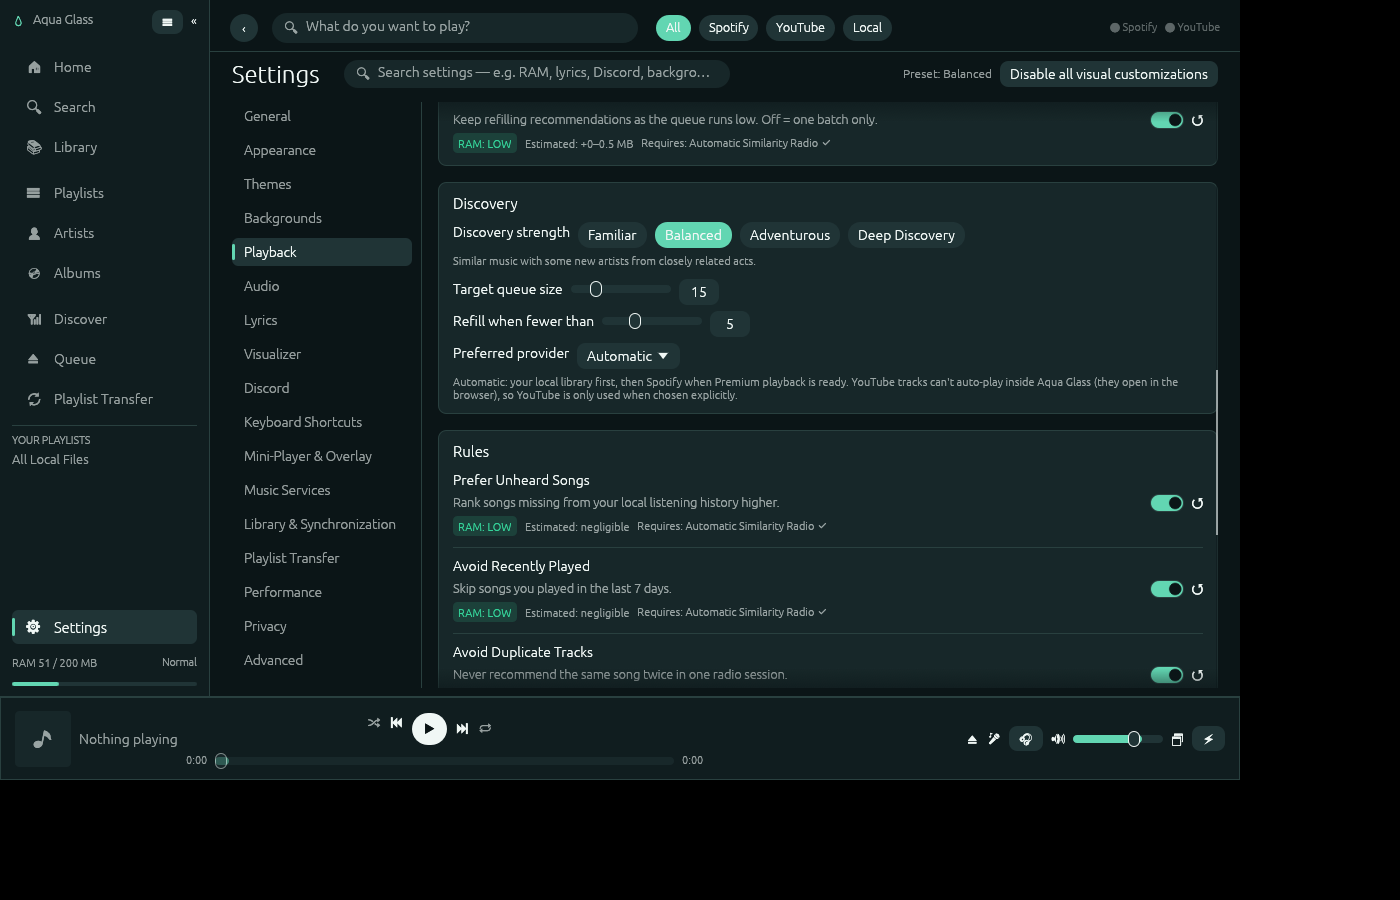 Aqua Glass
«
Home
Search
Library
Playlists
Artists
Albums
Discover
Queue
Playlist Transfer
YOUR PLAYLISTS
All Local Files
Settings
RAM 51 / 200 MB
Normal
‹
What do you want to play?
All
Spotify
YouTube
Local
Spotify
YouTube
Settings
Search settings — e.g. RAM, lyrics, Discord, backgro…
Preset: Balanced
Disable all visual customizations
General
Appearance
Themes
Backgrounds
Playback
Audio
Lyrics
Visualizer
Discord
Keyboard Shortcuts
Mini-Player & Overlay
Music Services
Library & Synchronization
Playlist Transfer
Performance
Privacy
Advanced
Keep refilling recommendations as the queue runs low. Off = one batch only.
RAM: LOW Estimated: +0–0.5 MB Requires: Automatic Similarity Radio ✓
Discovery
Discovery strength Familiar Balanced Adventurous Deep Discovery
Similar music with some new artists from closely related acts.
Target queue size 15
Refill when fewer than 5
Preferred provider Automatic ▼
Automatic: your local library first, then Spotify when Premium playback is ready. YouTube tracks can't auto-play inside Aqua Glass (they open in the
browser), so YouTube is only used when chosen explicitly.
Rules
Prefer Unheard Songs
Rank songs missing from your local listening history higher.
RAM: LOW Estimated: negligible Requires: Automatic Similarity Radio ✓
Avoid Recently Played
Skip songs you played in the last 7 days.
RAM: LOW Estimated: negligible Requires: Automatic Similarity Radio ✓
Avoid Duplicate Tracks
Never recommend the same song twice in one radio session.
Nothing playing
0:00
0:00